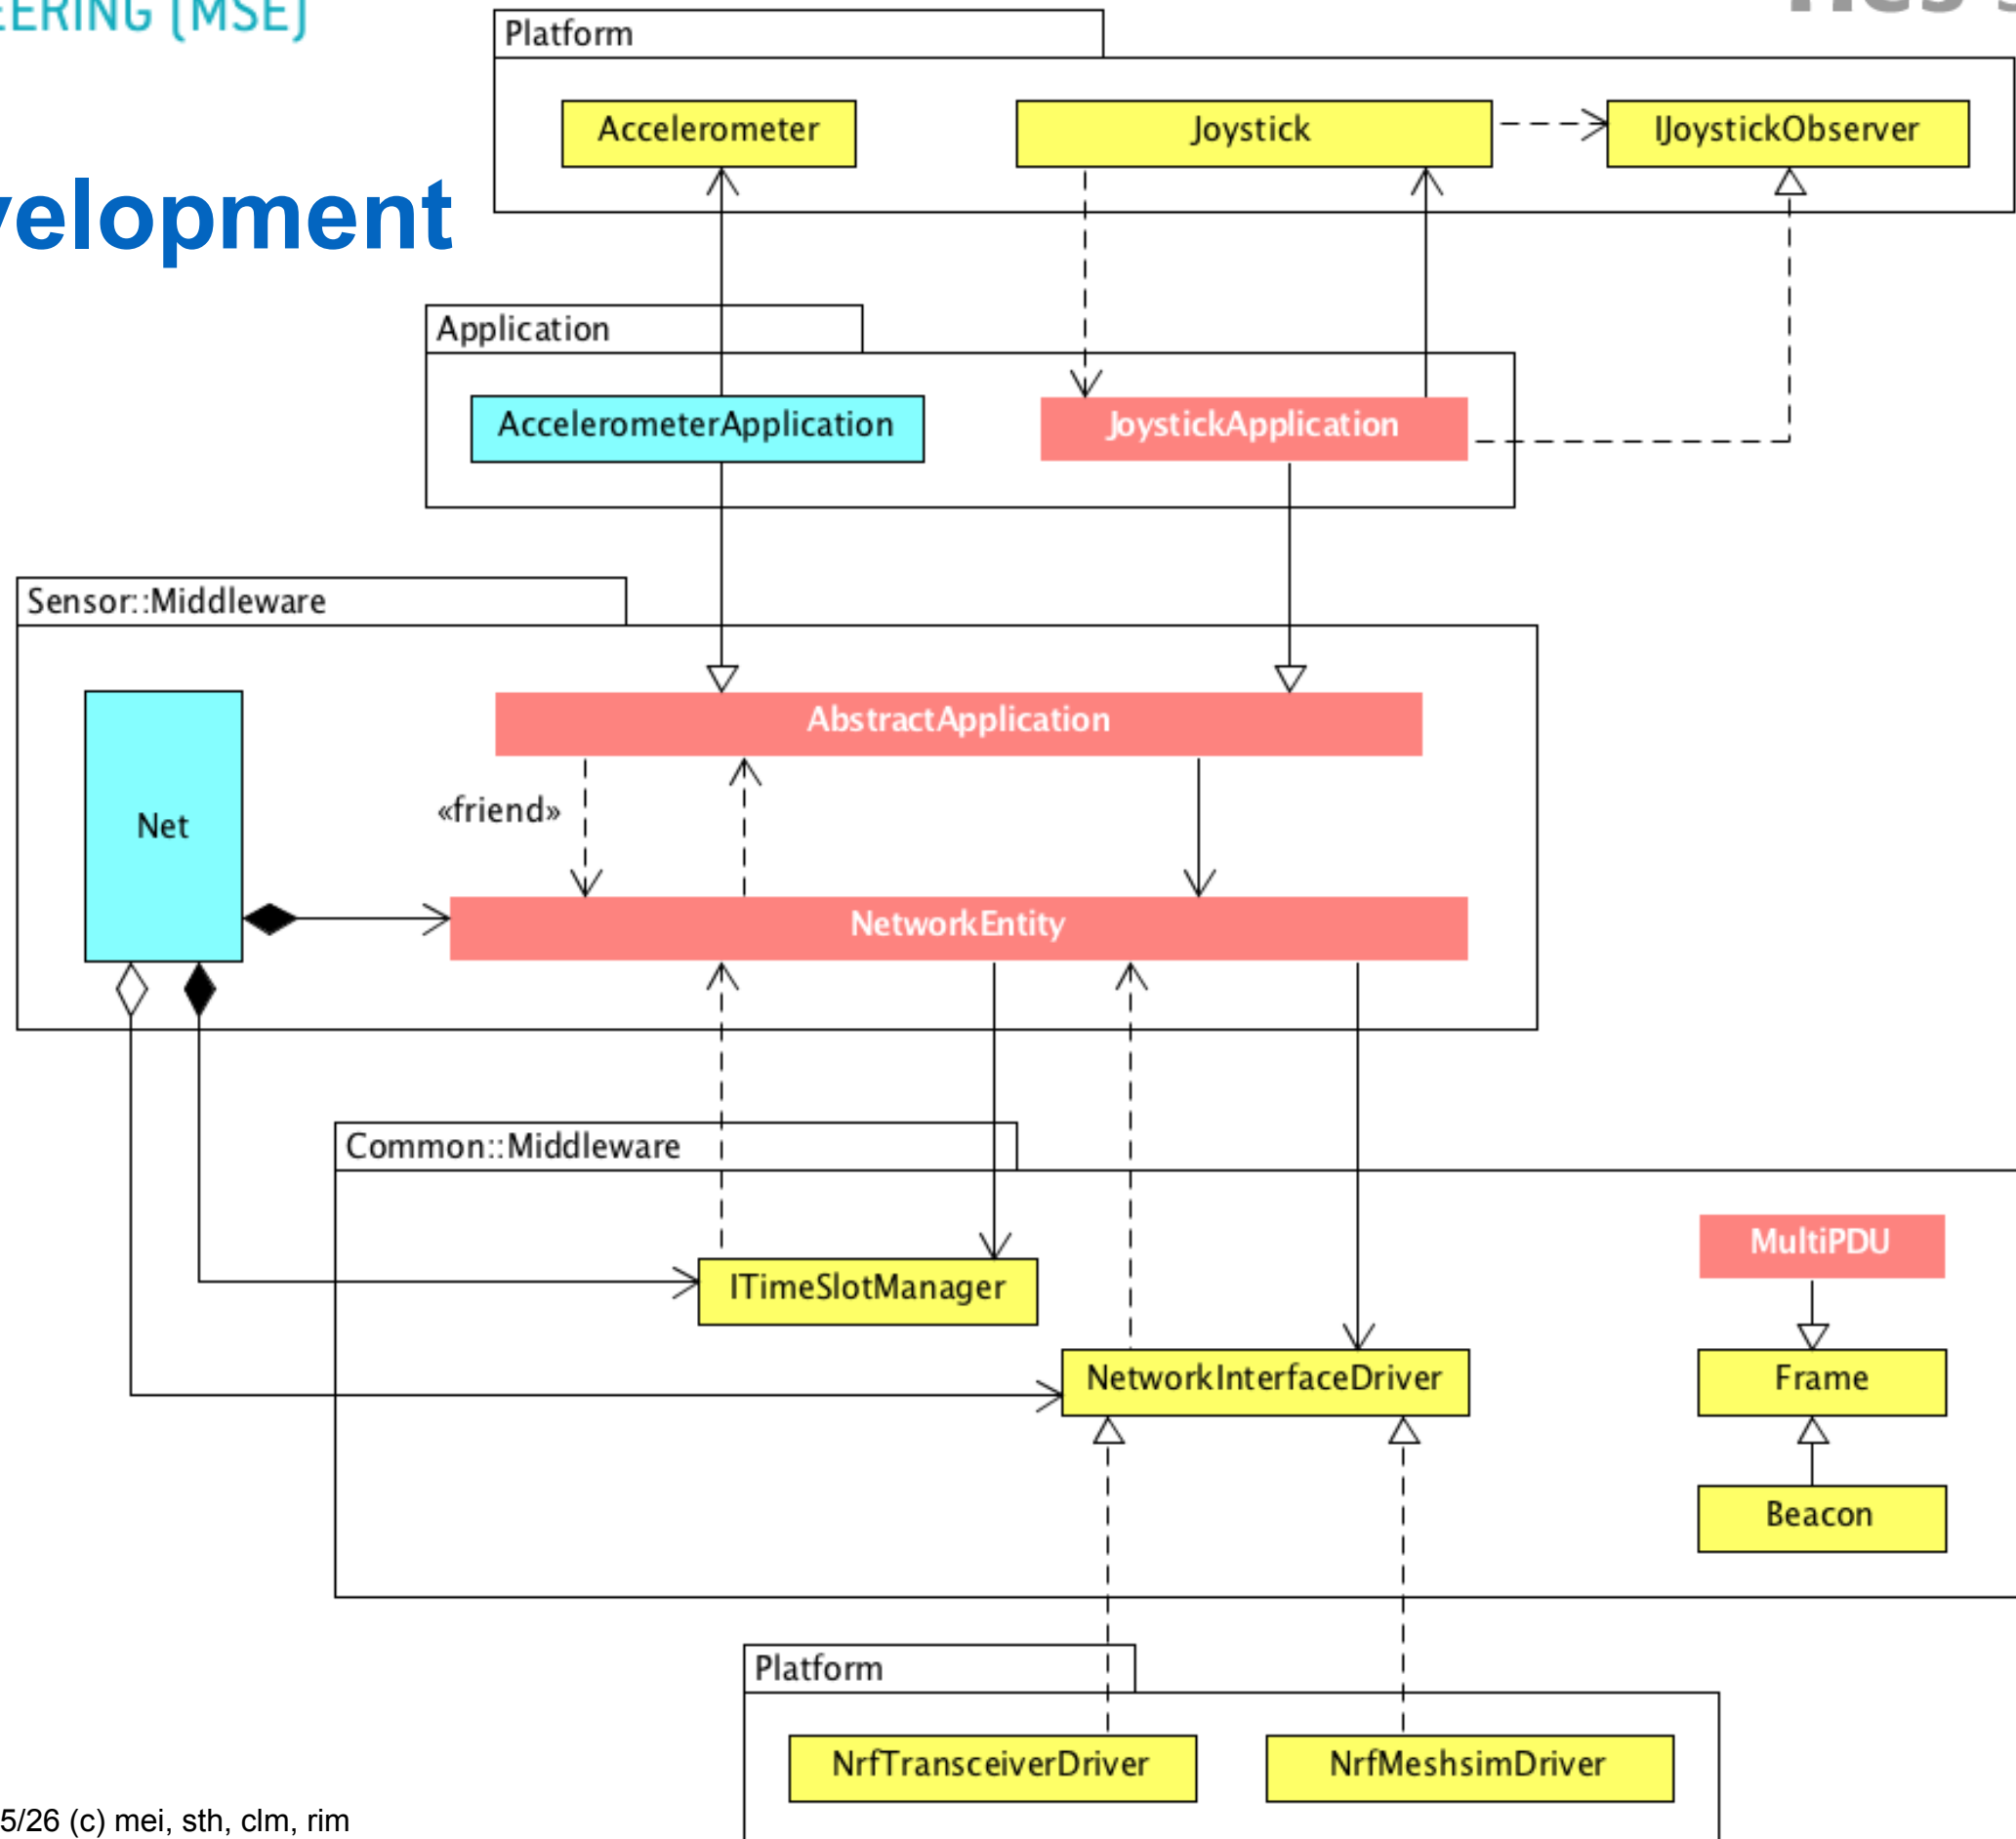 EERING (MSE)
Platform
Accelerometer
Joystick
IJoystickObserver
velopment
Application
AccelerometerApplication
JoystickApplication
Sensor::Middleware
AbstractApplication
«friend»
Net
NetworkEntity
Common::Middleware
MultiPDU
ITimeSlotManager
NetworkInterfaceDriver
Frame
Beacon
Platform
NrfTransceiverDriver
NrfMeshsimDriver
5/26 (c) mei, sth, clm, rim